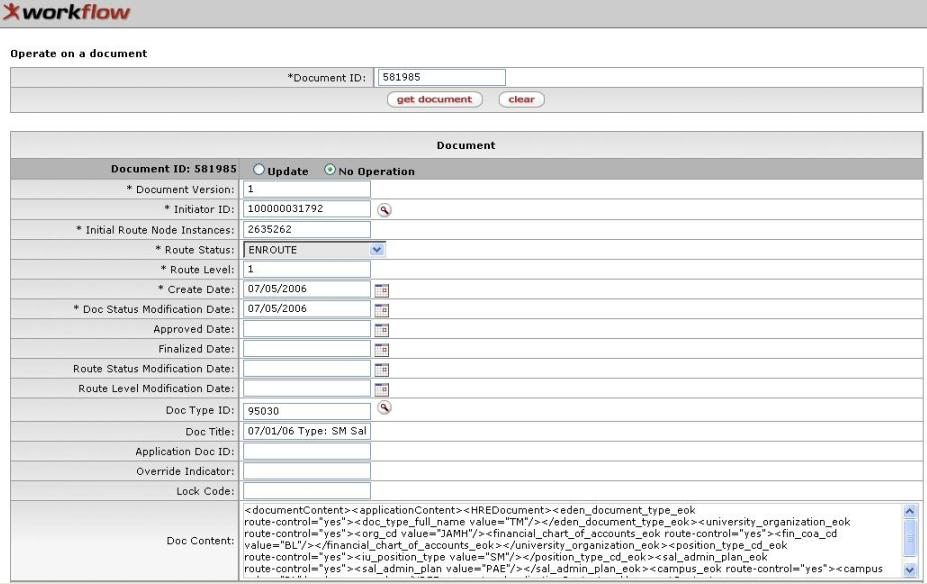 workflow
Operate on a document
*Document ID: 581985
get document clear
Document
Document ID: 581985 Update No Operation
* Document Version: 1
* Initiator ID: 100000031792
* Initial Route Node Instances: 2635262
* Route Status: ENROUTE
* Route Level: 1
* Create Date: 07/05/2006
* Doc Status Modification Date: 07/05/2006
Approved Date:
Finalized Date:
Route Status Modification Date:
Route Level Modification Date:
Doc Type ID: 95030
Doc Title: 07/01/06 Type: SM Sal
Application Doc ID:
Override Indicator:
Lock Code:
Doc Content:
<documentContent><applicationContent><HREDocument><eden_document_type_eok
route-control="yes"><doc_type_full_name value="TM"/></eden_document_type_eok><university_organization_eok
route-control="yes"><org_cd value="JAMH"/><financial_chart_of_accounts_eok route-control="yes"><fin_coa_cd
value="BL"/></financial_chart_of_accounts_eok></university_organization_eok><position_type_cd_eok
route-control="yes"><iu_position_type value="SM"/></position_type_cd_eok><sal_admin_plan_eok
route-control="yes"><sal_admin_plan value="PAE"/></sal_admin_plan_eok><campus_eok route-control="yes"><campus